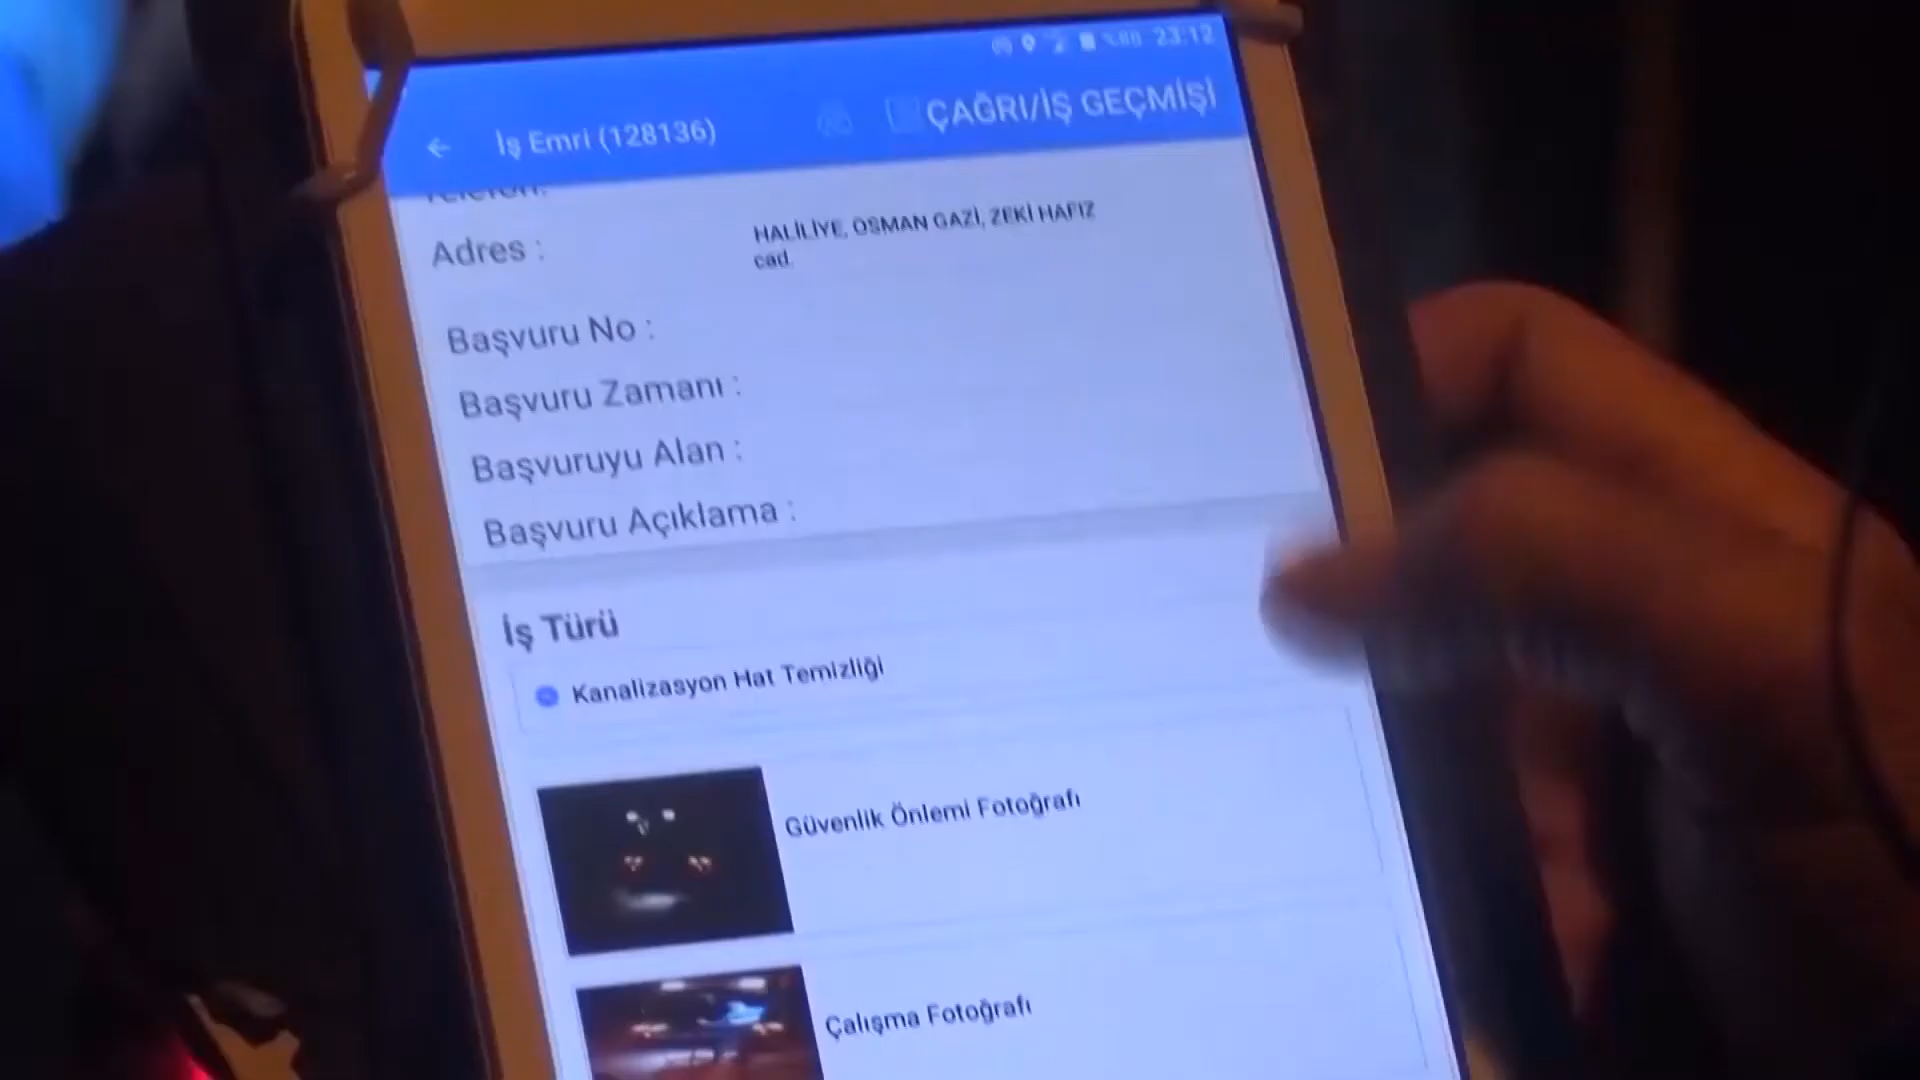 23:12
İş Emri (128136)
ÇAĞRI/İŞ GEÇMİŞİ
Adres :
HALİLİYE, OSMAN GAZİ, ZEKİ HAFIZ
cad.
Başvuru No :
Başvuru Zamanı :
Başvuruyu Alan :
Başvuru Açıklama :
İş Türü
Kanalizasyon Hat Temizliği
Güvenlik Önlemi Fotoğrafı
Çalışma Fotoğrafı